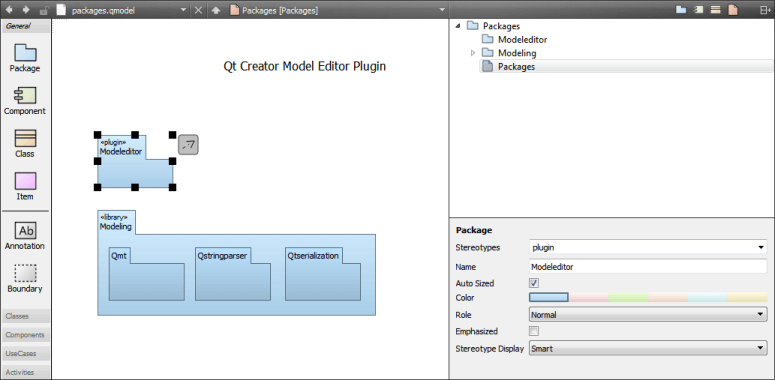 packages.qmodel
Packages [Packages]
General
Package
Component
Class
Item
Ab
Annotation
Boundary
Classes
Components
UseCases
Activities
Qt Creator Model Editor Plugin
«plugin»
Modeleditor
«library»
Modeling
Qmt
Qstringparser
Qtserialization
Packages
Modeleditor
Modeling
Packages
Package
Stereotypes plugin
Name Modeleditor
Auto Sized
Color
Role Normal
Emphasized
Stereotype Display Smart